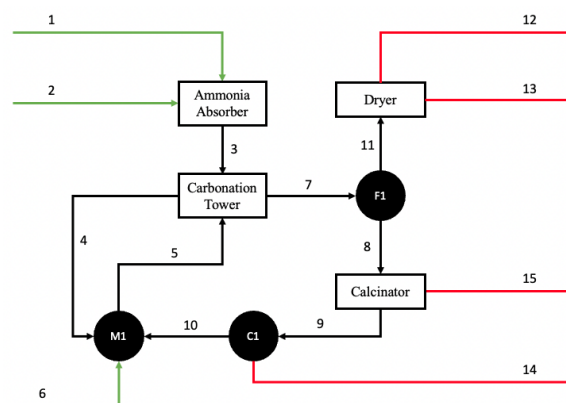 1
12
2
Ammonia
Absorber
Dryer
13
3
11
Carbonation
Tower
7
F1
4
5
8
15
Calcinator
M1
10
C1
9
14
6